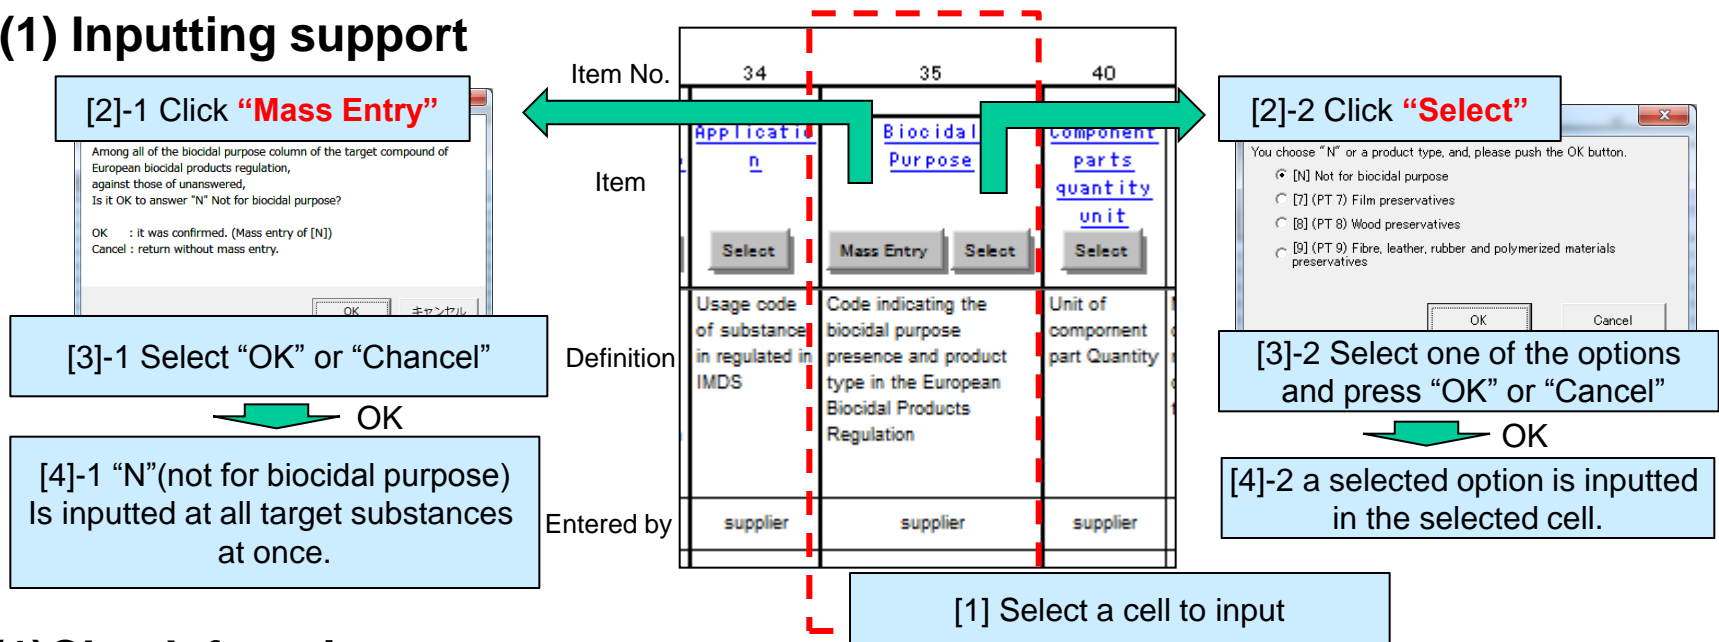 (1) Inputting support
Item No.
34
35
40
[2]-1 Click “Mass Entry”
[2]-2 Click “Select”
Among all of the biocidal purpose column of the target compound of
European biocidal products regulation,
against those of unanswered,
Is it OK to answer "N" Not for biocidal purpose?
OK : it was confirmed. (Mass entry of [N])
Cancel : return without mass entry.
OK
キャンセル
Item
Applicatio
n
Biocidal
Purpose
Component
parts
quantity
unit
Select
Mass Entry
Select
Select
You choose "N" or a product type, and, please push the OK button.
[N] Not for biocidal purpose
[7] (PT 7) Film preservatives
[8] (PT 8) Wood preservatives
[9] (PT 9) Fibre, leather, rubber and polymerized materials
preservatives
OK
Cancel
[3]-1 Select “OK” or “Chancel”
OK
[4]-1 “N”(not for biocidal purpose)
Is inputted at all target substances
at once.
Definition
Usage code
of substance
in regulated in
IMDS
Code indicating the
biocidal purpose
presence and product
type in the European
Biocidal Products
Regulation
Unit of
compornent
part Quantity
[3]-2 Select one of the options
and press “OK” or “Cancel”
OK
[4]-2 a selected option is inputted
in the selected cell.
Entered by
supplier
supplier
supplier
[1] Select a cell to input